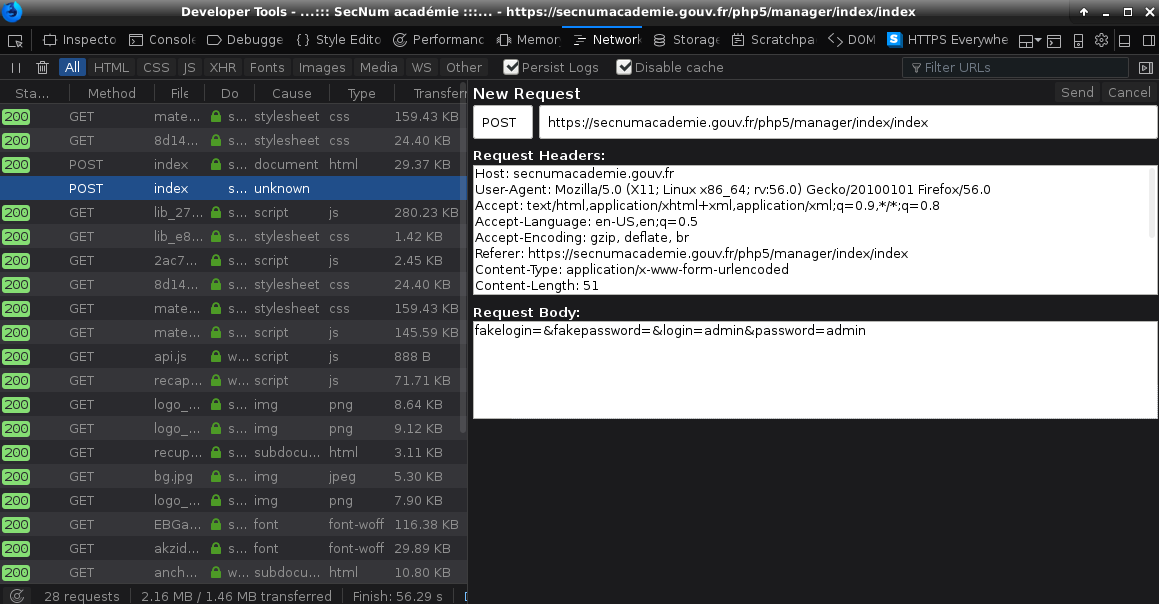 Developer Tools - ...::: SecNum académie :::... - https://secnumacademie.gouv.fr/php5/manager/index/index
Inspecto Consol Debugge Style Edito Performanc Memor Network Storag Scratchpa DOM HTTPS Everywhe
All HTML CSS JS XHR Fonts Images Media WS Other Persist Logs Disable cache Filter URLs
Sta... Method File Do Cause Type Transfer
200 GET mate... s... stylesheet css 159.43 KB
200 GET 8d14... s... stylesheet css 24.40 KB
200 POST index s... document html 29.37 KB
POST index s... unknown
200 GET lib_27... s... script js 280.23 KB
200 GET lib_e8... s... stylesheet css 1.42 KB
200 GET 2ac7... s... script js 2.45 KB
200 GET 8d14... s... stylesheet css 24.40 KB
200 GET mate... s... stylesheet css 159.43 KB
200 GET mate... s... script js 145.59 KB
200 GET api.js w... script js 888 B
200 GET recap... w... script js 71.71 KB
200 GET logo_... s... img png 8.64 KB
200 GET logo_... s... img png 9.12 KB
200 GET recup... w... subdocu... html 3.11 KB
200 GET bg.jpg s... img jpeg 5.30 KB
200 GET logo_... s... img png 7.90 KB
200 GET EBGa... s... font font-woff 116.38 KB
200 GET akzid... s... font font-woff 29.89 KB
200 GET anch... w... subdocu... html 10.80 KB
28 requests 2.16 MB / 1.46 MB transferred Finish: 56.29 s
New Request Send Cancel
POST https://secnumacademie.gouv.fr/php5/manager/index/index
Request Headers:
Host: secnumacademie.gouv.fr
User-Agent: Mozilla/5.0 (X11; Linux x86_64; rv:56.0) Gecko/20100101 Firefox/56.0
Accept: text/html,application/xhtml+xml,application/xml;q=0.9,*/*;q=0.8
Accept-Language: en-US,en;q=0.5
Accept-Encoding: gzip, deflate, br
Referer: https://secnumacademie.gouv.fr/php5/manager/index/index
Content-Type: application/x-www-form-urlencoded
Content-Length: 51
Request Body:
fakelogin=&fakepassword=&login=admin&password=admin